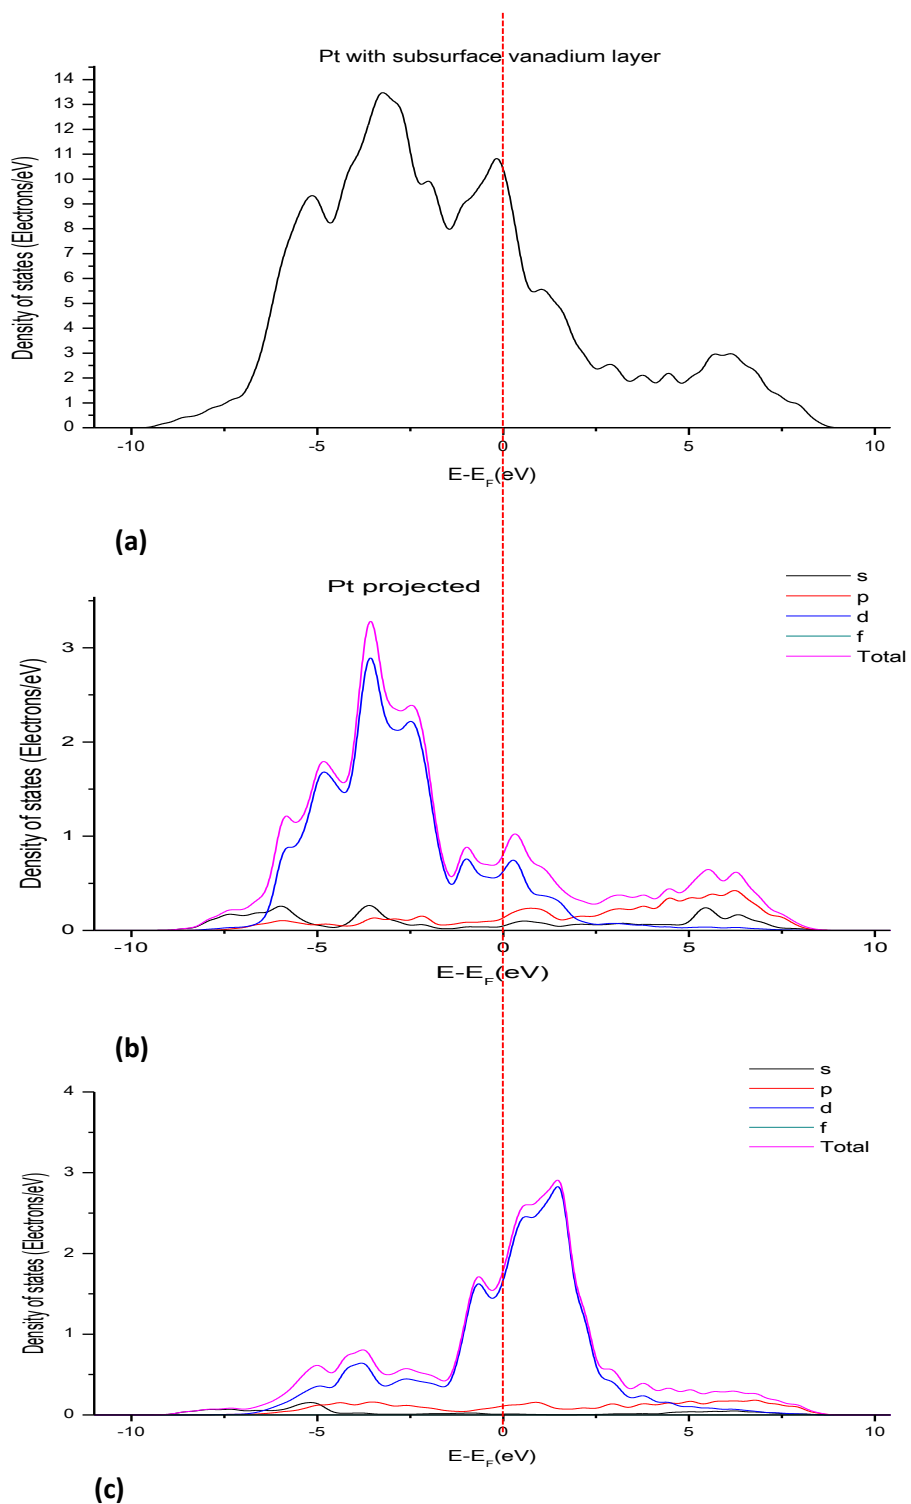 Pt with subsurface vanadium layer
14
13
12
11
10
9
8
7
6
5
4
3
2
1
0
Density of states (Electrons/eV)
-10 -5 0 5 10
E-EF(eV)
(a)
Pt projected
s
p
d
f
Total
3
2
1
0
Density of states (Electrons/eV)
-10 -5 0 5 10
E-EF(eV)
(b)
s
p
d
f
Total
4
3
2
1
0
Density of states (Electrons/eV)
-10 -5 0 5 10
E-EF(eV)
(c)